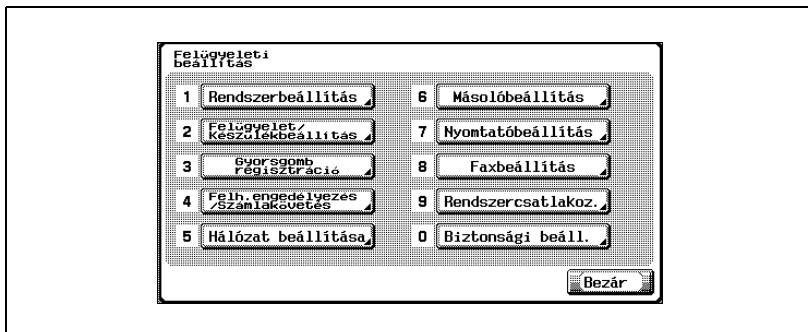 Felügyeleti
beállítás
1 Rendszerbeállítás
2 Felügyelet/
Készülékbeállítás
3 Gyorsgomb
regisztráció
4 Felh.engedélyezés
/Számlakövetés
5 Hálózat beállítása
6 Másolóbeállítás
7 Nyomtatóbeállítás
8 Faxbeállítás
9 Rendszercsatlakoz.
0 Biztonsági beáll.
Bezár